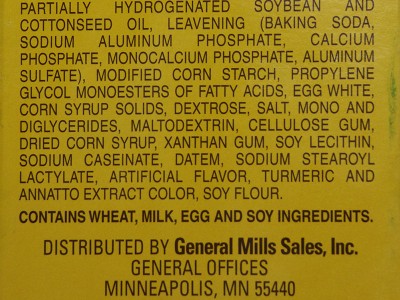 PARTIALLY HYDROGENATED SOYBEAN AND
COTTONSEED OIL, LEAVENING (BAKING SODA,
SODIUM ALUMINUM PHOSPHATE, CALCIUM
PHOSPHATE, MONOCALCIUM PHOSPHATE, ALUMINUM
SULFATE), MODIFIED CORN STARCH, PROPYLENE
GLYCOL MONOESTERS OF FATTY ACIDS, EGG WHITE,
CORN SYRUP SOLIDS, DEXTROSE, SALT, MONO AND
DIGLYCERIDES, MALTODEXTRIN, CELLULOSE GUM,
DRIED CORN SYRUP, XANTHAN GUM, SOY LECITHIN,
SODIUM CASEINATE, DATEM, SODIUM STEAROYL
LACTYLATE, ARTIFICIAL FLAVOR, TURMERIC AND
ANNATTO EXTRACT COLOR, SOY FLOUR.
CONTAINS WHEAT, MILK, EGG AND SOY INGREDIENTS.
DISTRIBUTED BY General Mills Sales, Inc.
GENERAL OFFICES
MINNEAPOLIS, MN 55440